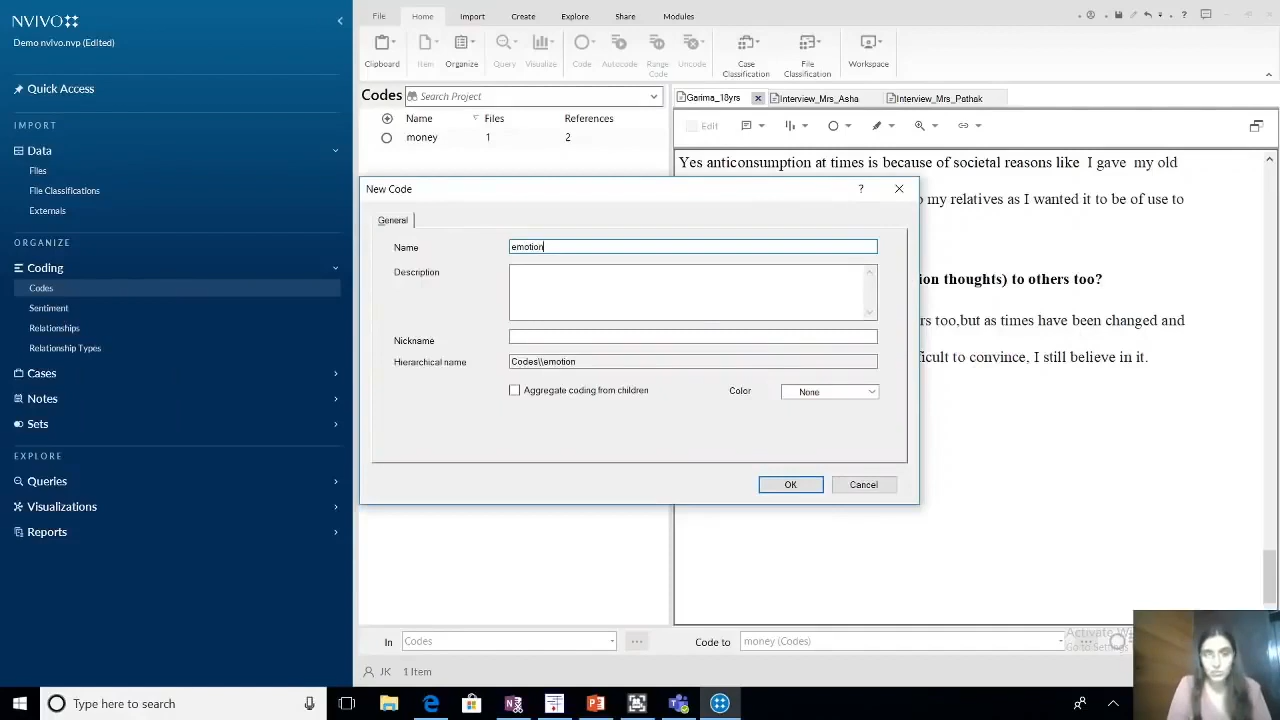 NVIVO
Demo nvivo.nvp (Edited)
Quick Access
IMPORT
Data
Files
File Classifications
Externals
ORGANIZE
Coding
Codes
Sentiment
Relationships
Relationship Types
Cases
Notes
Sets
EXPLORE
Queries
Visualizations
Reports
File Home Import Create Explore Share Modules
Clipboard Item Organize Query Visualize Code Autocode Range Code Uncode Case Classification File Classification Workspace
Codes Search Project
Name Files References
money 1 2
Garima_18yrs Interview_Mrs_Asha Interview_Mrs_Pathak
Edit
Yes anticonsumption at times is because of societal reasons like I gave my old
my relatives as I wanted it to be of use to
thoughts) to others too?
too,but as times have been changed and
to convince, I still believe in it.
New Code
General
Name emotion
Description
Nickname
Hierarchical name Codes\\emotion
Aggregate coding from children Color None
OK Cancel
In Codes Code to money (Codes)
Activate
Go to Settings
JK 1 Item
Type here to search